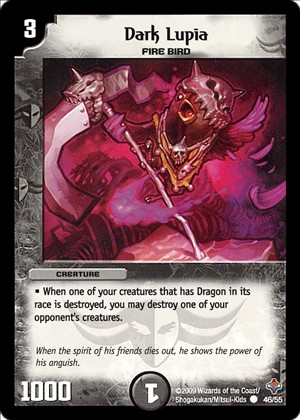 3
Dark Lupia
FIRE BIRD
CREATURE
▪ When one of your creatures that has Dragon in its
race is destroyed, you may destroy one of your
opponent's creatures.
When the spirit of his friends dies out, he shows the power of
his anguish.
1000
1
©2009 Wizards of the Coast/
Shogakukan/Mitsui-Kids
46/55